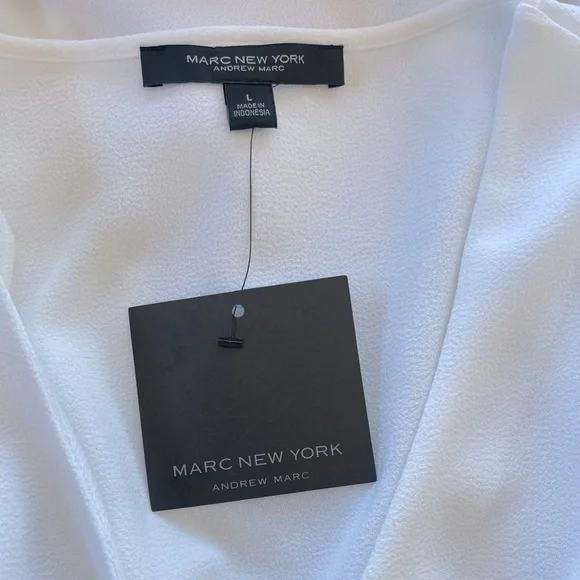 MARC NEW YORK
ANDREW MARC
L
MADE IN
INDONESIA
MARC NEW YORK
ANDREW MARC